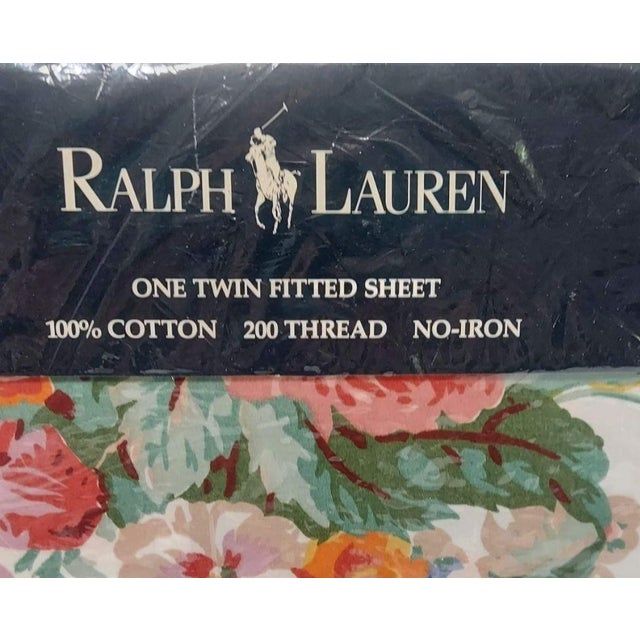 RALPH LAUREN
ONE TWIN FITTED SHEET
100% COTTON 200 THREAD NO-IRON